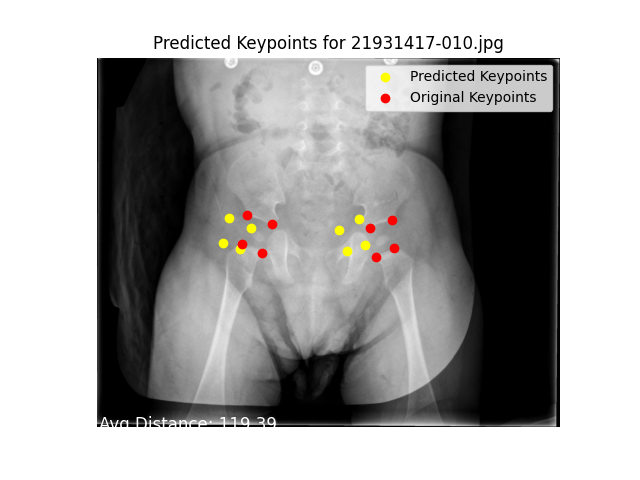 Predicted Keypoints for 21931417-010.jpg
Predicted Keypoints
Original Keypoints
Avg Distance: 119.39